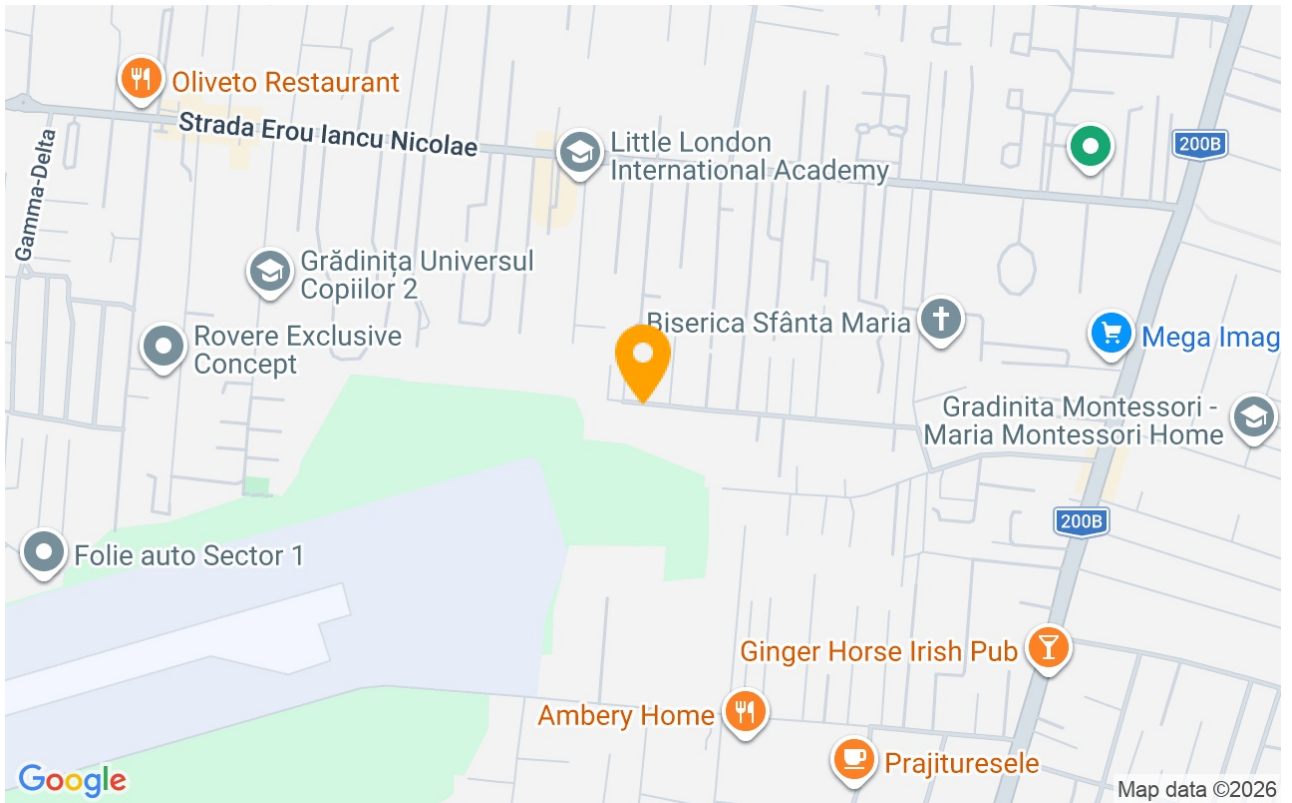 Oliveto Restaurant
Strada Erou Iancu Nicolae
Little London
International Academy
200B
Gamma-Delta
Grădinița Universul
Copiilor 2
Biserica Sfânta Maria
Rovere Exclusive
Concept
Mega Imag
Gradinita Montessori -
Maria Montessori Home
200B
Folie auto Sector 1
Ginger Horse Irish Pub
Ambery Home
Prajituresele
Google
Map data ©2026